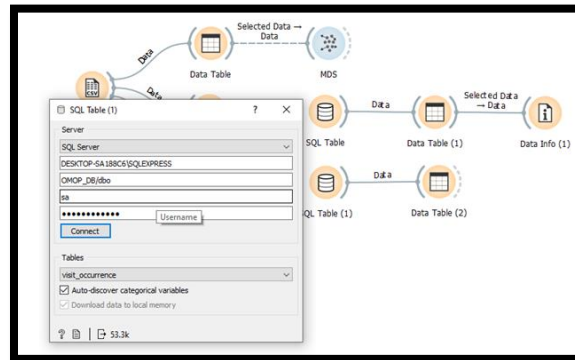 Selected Data →
Data
Data
Data Table
MDS
Data
CSV
SQL Table (1)
?
Server
SQL Server
DESKTOP-SA188C6\SQLEXPRESS
OMOP_DB/dbo
sa
••••••••••••
Username
Connect
Tables
visit_occurrence
Auto-discover categorical variables
Download data to local memory
? 53.3k
Data
Selected Data
→ Data
SQL Table
Data Table (1)
Data Info (1)
Data
QL Table (1)
Data Table (2)